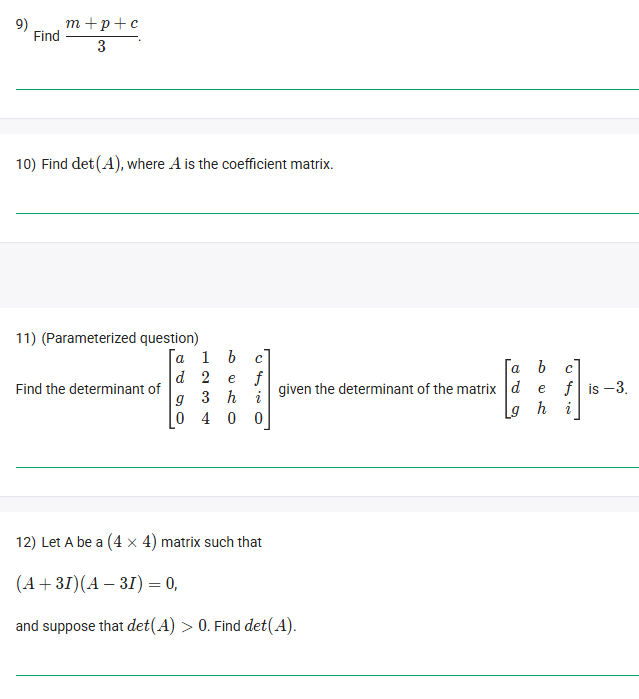 9) Find \frac{m + p + c}{3}.
10) Find det(A), where A is the coefficient matrix.
11) (Parameterized question)
Find the determinant of \begin{bmatrix} a & 1 & b & c \\ d & 2 & e & f \\ g & 3 & h & i \\ 0 & 4 & 0 & 0 \end{bmatrix} given the determinant of the matrix \begin{bmatrix} a & b & c \\ d & e & f \\ g & h & i \end{bmatrix} is −3.
12) Let A be a (4 × 4) matrix such that
(A + 3I)(A − 3I) = 0,
and suppose that det(A) > 0. Find det(A).